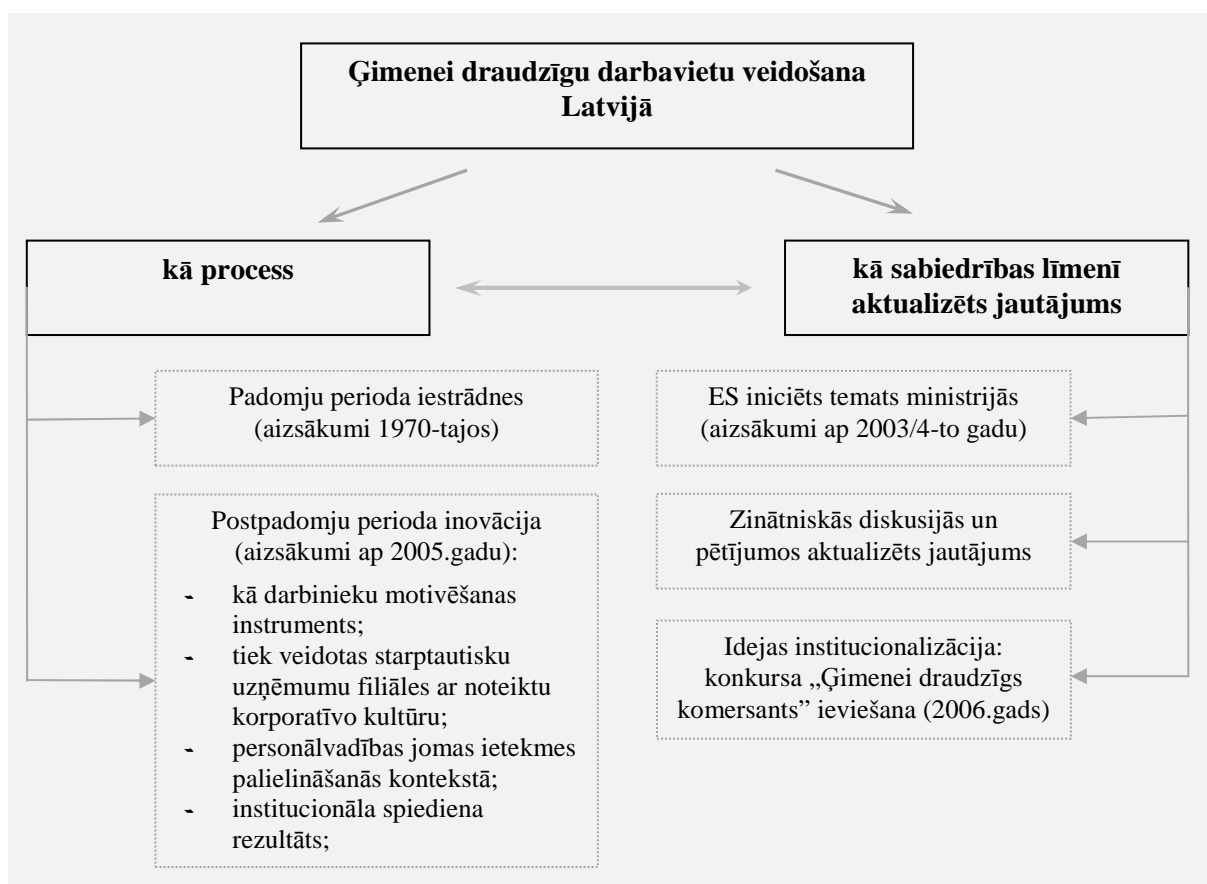 Ģimenei draudzīgu darbavietu veidošana
Latvijā
kā process
kā sabiedrības līmenī
aktualizēts jautājums
Padomju perioda iestrādnes
(aizsākumi 1970-tajos)
Postpadomju perioda inovācija
(aizsākumi ap 2005.gadu):
- kā darbinieku motivēšanas
instruments;
- tiek veidotas starptautisku
uzņēmumu filiāles ar noteiktu
korporatīvo kultūru;
- personālvadības jomas ietekmes
palielināšanās kontekstā;
- institucionāla spiediena
rezultāts;
ES iniciēts temats ministrijās
(aizsākumi ap 2003/4-to gadu)
Zinātniskās diskusijās un
pētījumos aktualizēts jautājums
Idejas institucionalizācija:
konkursa „Ģimenei draudzīgs
komersants” ieviešana (2006.gads)